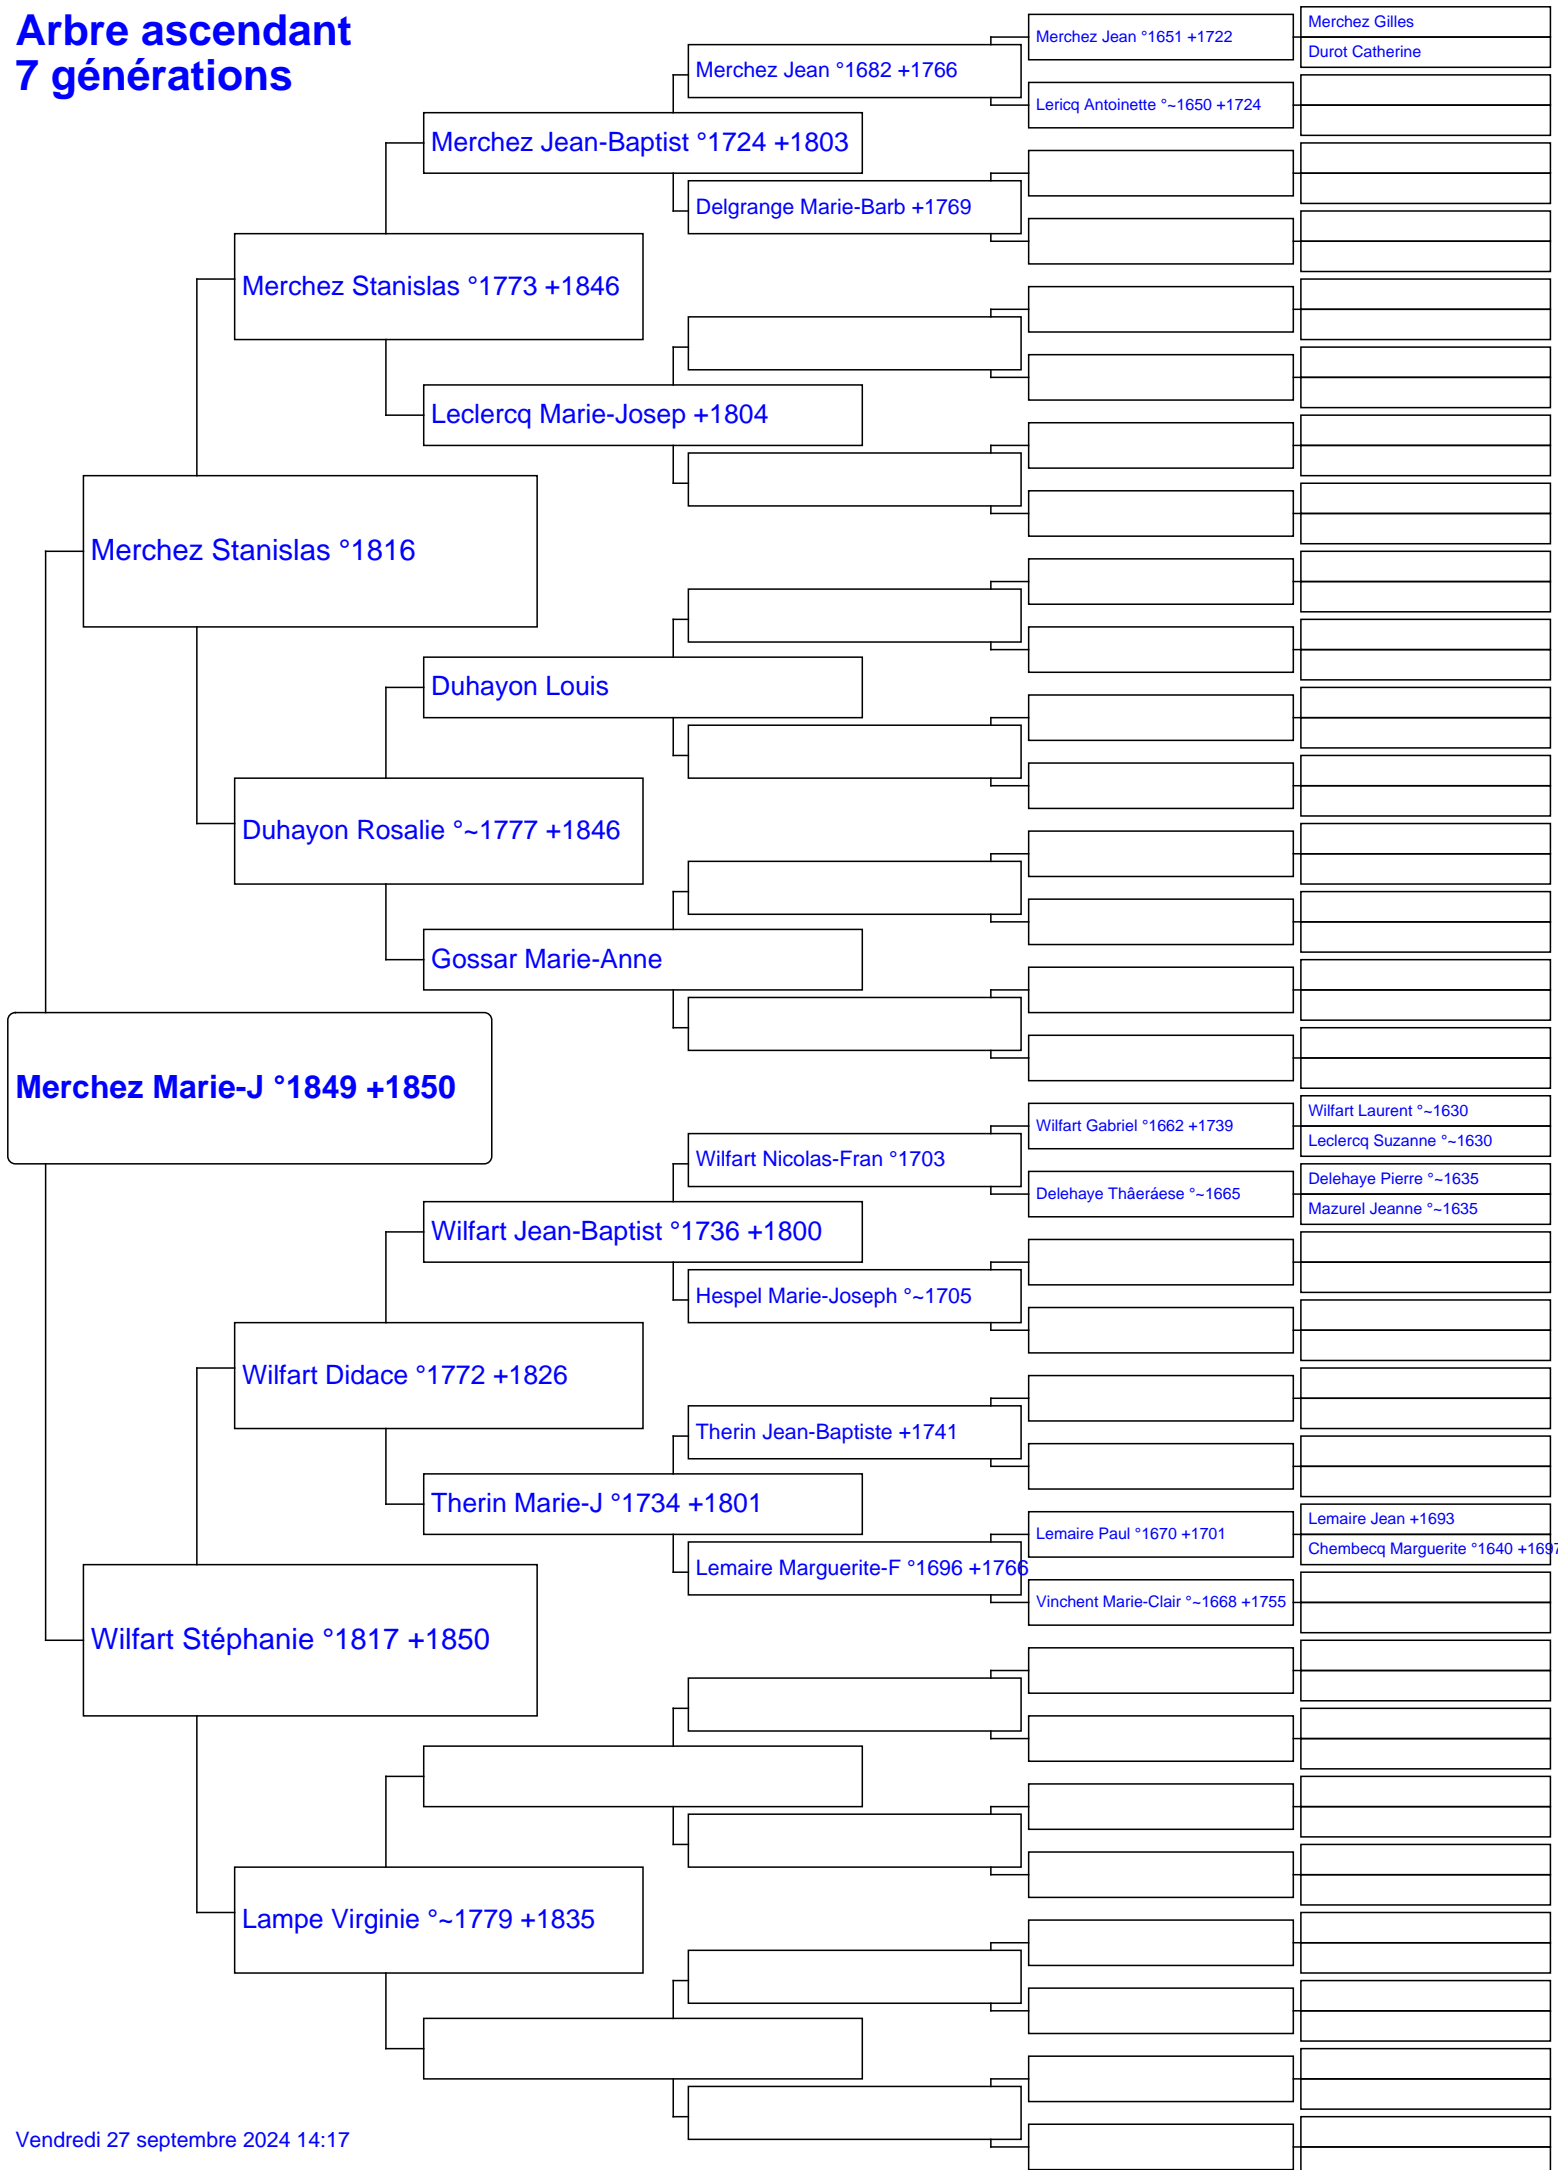 Arbre ascendant
7 générations
Merchez Gilles
Merchez Jean °1651 +1722
Durot Catherine
Merchez Jean °1682 +1766
Lericq Antoinette °~1650 +1724
Merchez Jean-Baptist °1724 +1803
Delgrange Marie-Barb +1769
Merchez Stanislas °1773 +1846
Leclercq Marie-Josep +1804
Merchez Stanislas °1816
Duhayon Louis
Duhayon Rosalie °~1777 +1846
Gossar Marie-Anne
Merchez Marie-J °1849 +1850
Wilfart Laurent °~1630
Wilfart Gabriel °1662 +1739
Leclercq Suzanne °~1630
Wilfart Nicolas-Fran °1703
Delehaye Pierre °~1635
Delehaye Thâeráese °~1665
Mazurel Jeanne °~1635
Wilfart Jean-Baptist °1736 +1800
Hespel Marie-Joseph °~1705
Wilfart Didace °1772 +1826
Therin Jean-Baptiste +1741
Therin Marie-J °1734 +1801
Lemaire Jean +1693
Lemaire Paul °1670 +1701
Chembecq Marguerite °1640 +1697
Lemaire Marguerite-F °1696 +1766
Vinchent Marie-Clair °~1668 +1755
Wilfart Stéphanie °1817 +1850
Lampe Virginie °~1779 +1835
Vendredi 27 septembre 2024 14:17